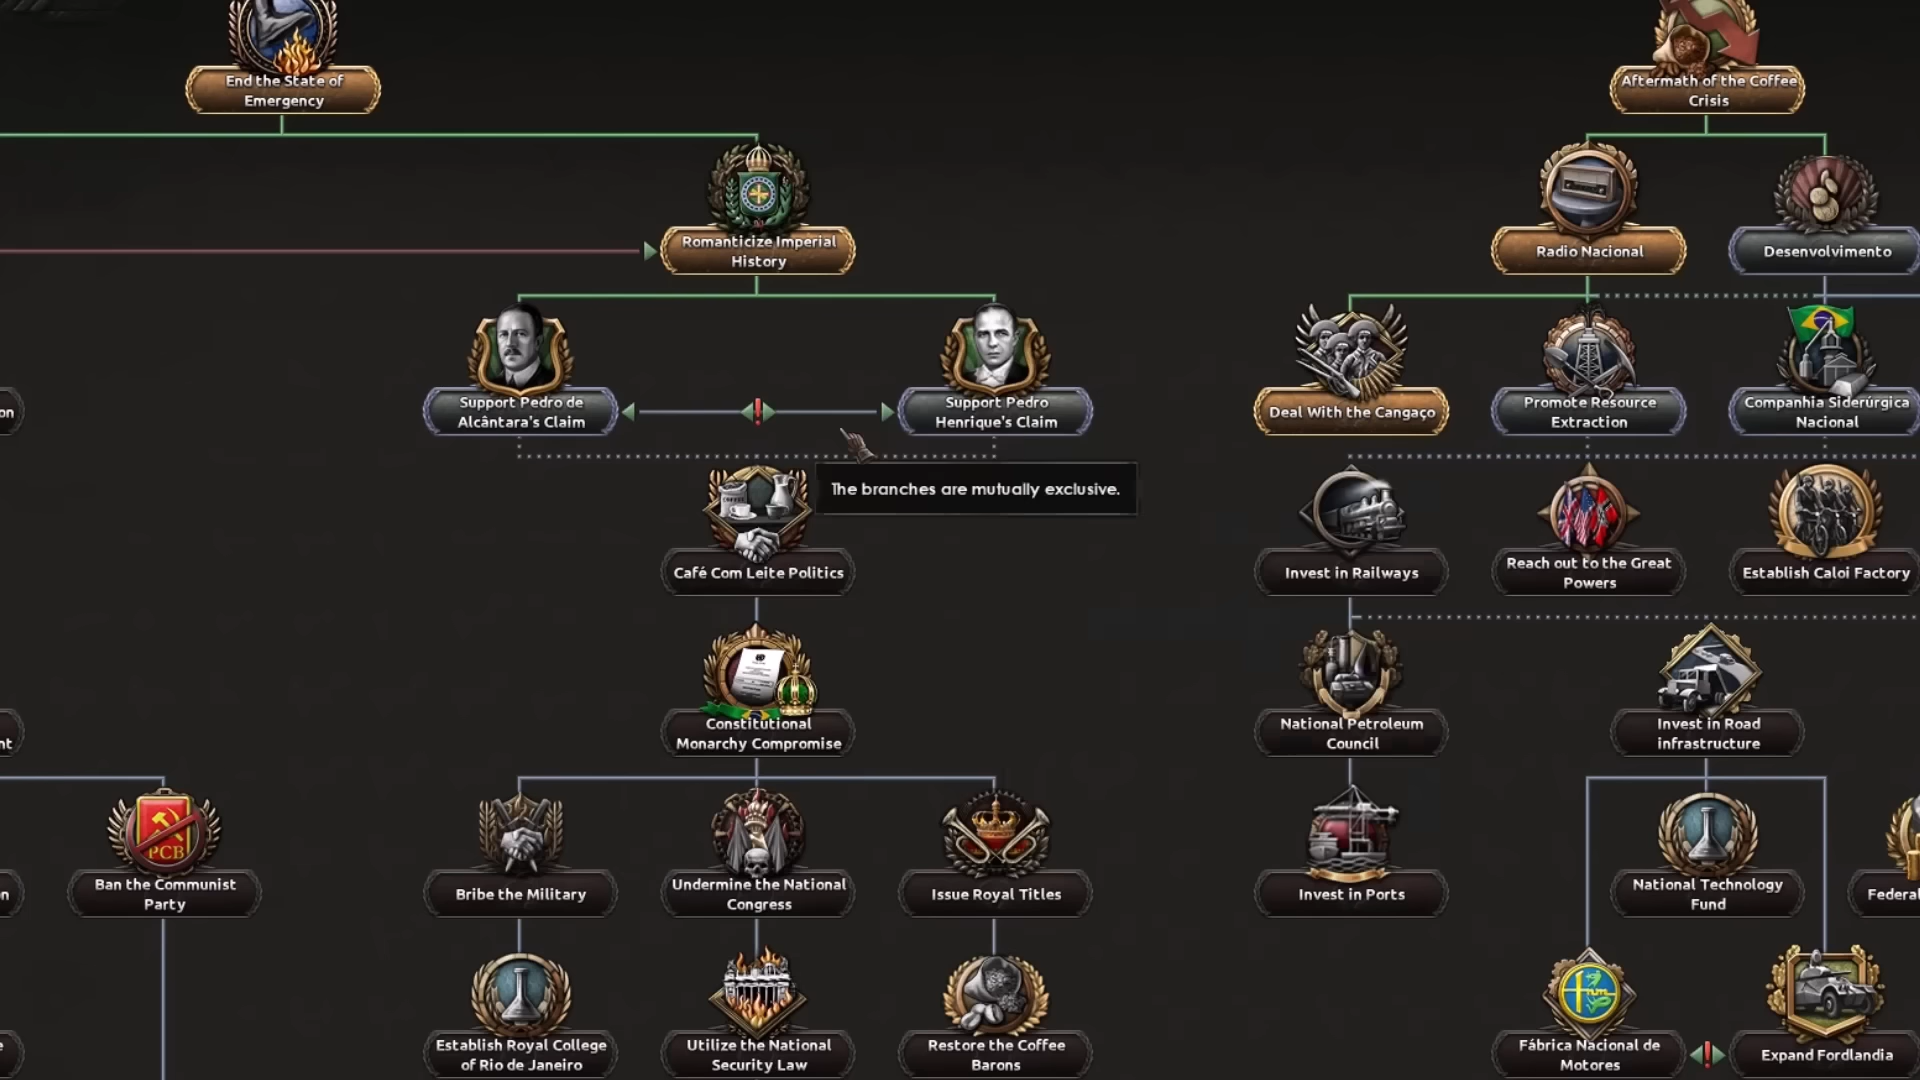 End the State of
Emergency
Aftermath of the Coffee
Crisis
Romanticize Imperial
History
Radio Nacional
Desenvolvimento
on
Support Pedro de
Alcântara's Claim
Support Pedro
Henrique's Claim
Deal With the Cangaço
Promote Resource
Extraction
Companhia Siderúrgica
Nacional
The branches are mutually exclusive.
Café Com Leite Politics
Invest in Railways
Reach out to the Great
Powers
Establish Caloi Factory
nt
Constitutional
Monarchy Compromise
National Petroleum
Council
Invest in Road
infrastructure
PCB
on
Ban the Communist
Party
Bribe the Military
Undermine the National
Congress
Issue Royal Titles
Invest in Ports
National Technology
Fund
Federal
e
Establish Royal College
of Rio de Janeiro
Utilize the National
Security Law
Restore the Coffee
Barons
Fábrica Nacional de
Motores
Expand Fordlandia